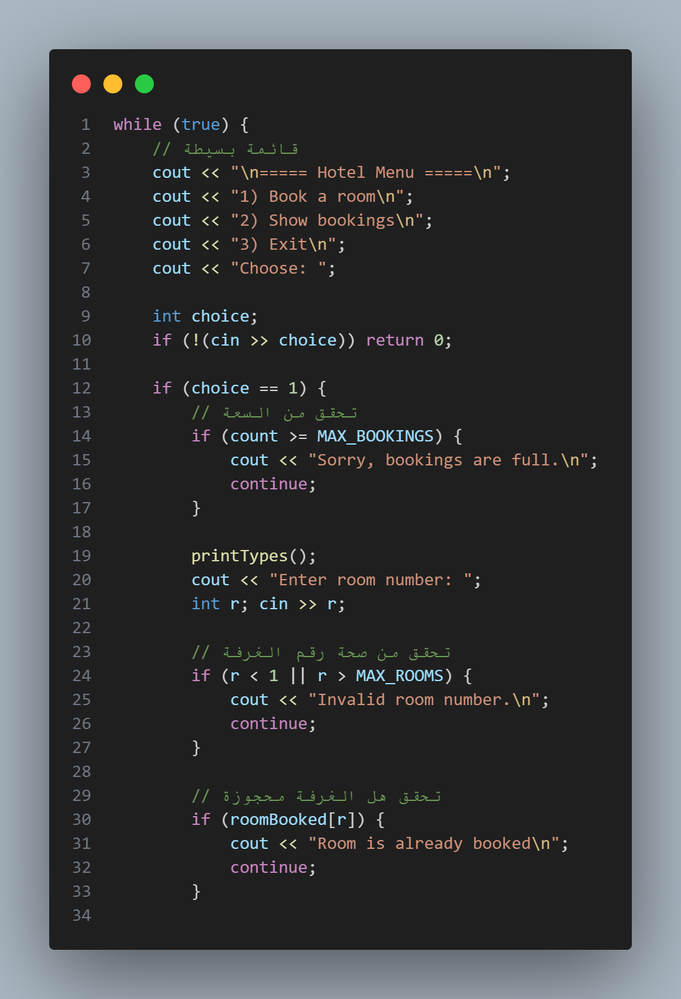 1 while (true) {
2 // قائمة بسيطة
3 cout << "\n===== Hotel Menu =====\n";
4 cout << "1) Book a room\n";
5 cout << "2) Show bookings\n";
6 cout << "3) Exit\n";
7 cout << "Choose: ";
8
9 int choice;
10 if (!(cin >> choice)) return 0;
11
12 if (choice == 1) {
13 // تحقق من السعة
14 if (count >= MAX_BOOKINGS) {
15 cout << "Sorry, bookings are full.\n";
16 continue;
17 }
18
19 printTypes();
20 cout << "Enter room number: ";
21 int r; cin >> r;
22
23 // تحقق من صحة رقم الغرفة
24 if (r < 1 || r > MAX_ROOMS) {
25 cout << "Invalid room number.\n";
26 continue;
27 }
28
29 // تحقق هل الغرفة محجوزة
30 if (roomBooked[r]) {
31 cout << "Room is already booked\n";
32 continue;
33 }
34